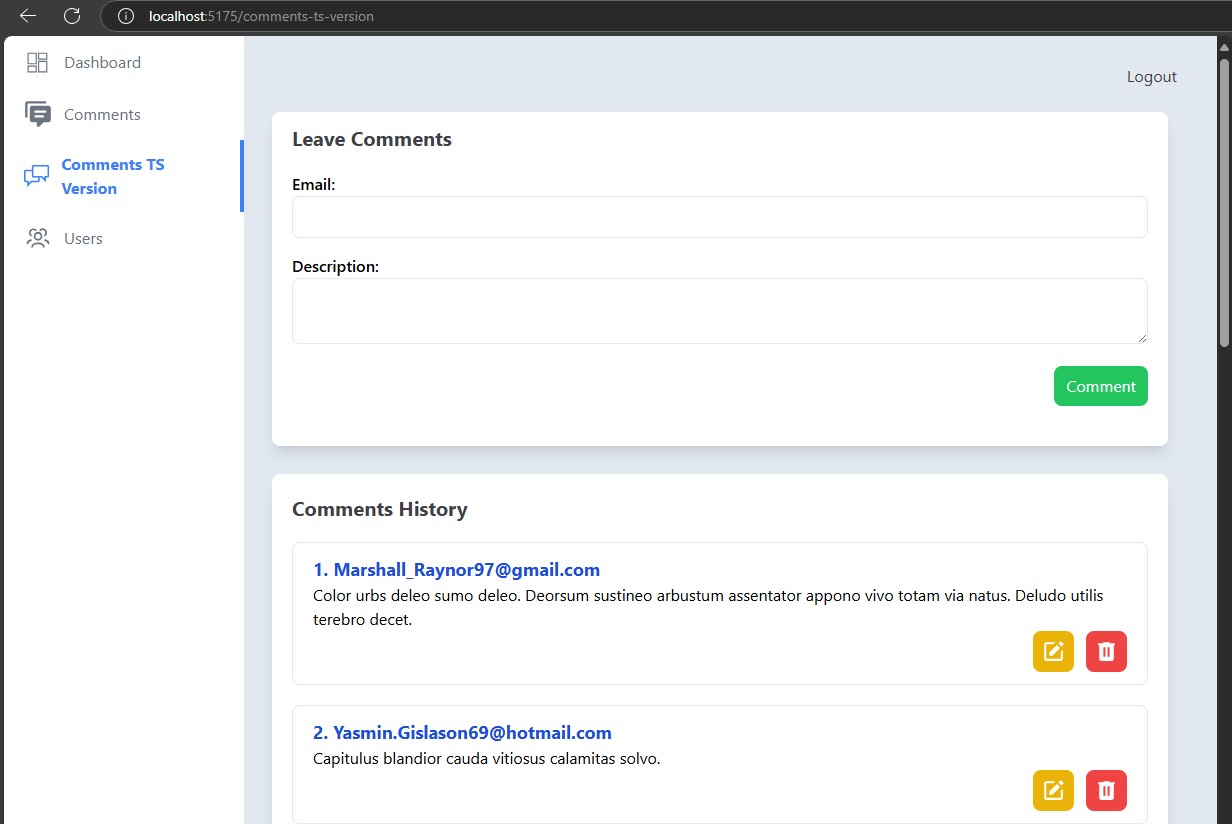 localhost:5175/comments-ts-version
Dashboard
Comments
Comments TS
Version
Users
Logout
Leave Comments
Email:
Description:
Comment
Comments History
1. Marshall_Raynor97@gmail.com
Color urbs deleo sumo deleo. Deorsum sustineo arbustum assentator appono vivo totam via natus. Deludo utilis
terebro decet.
2. Yasmin.Gislason69@hotmail.com
Capitulus blandior cauda vitiosus calamitas solvo.